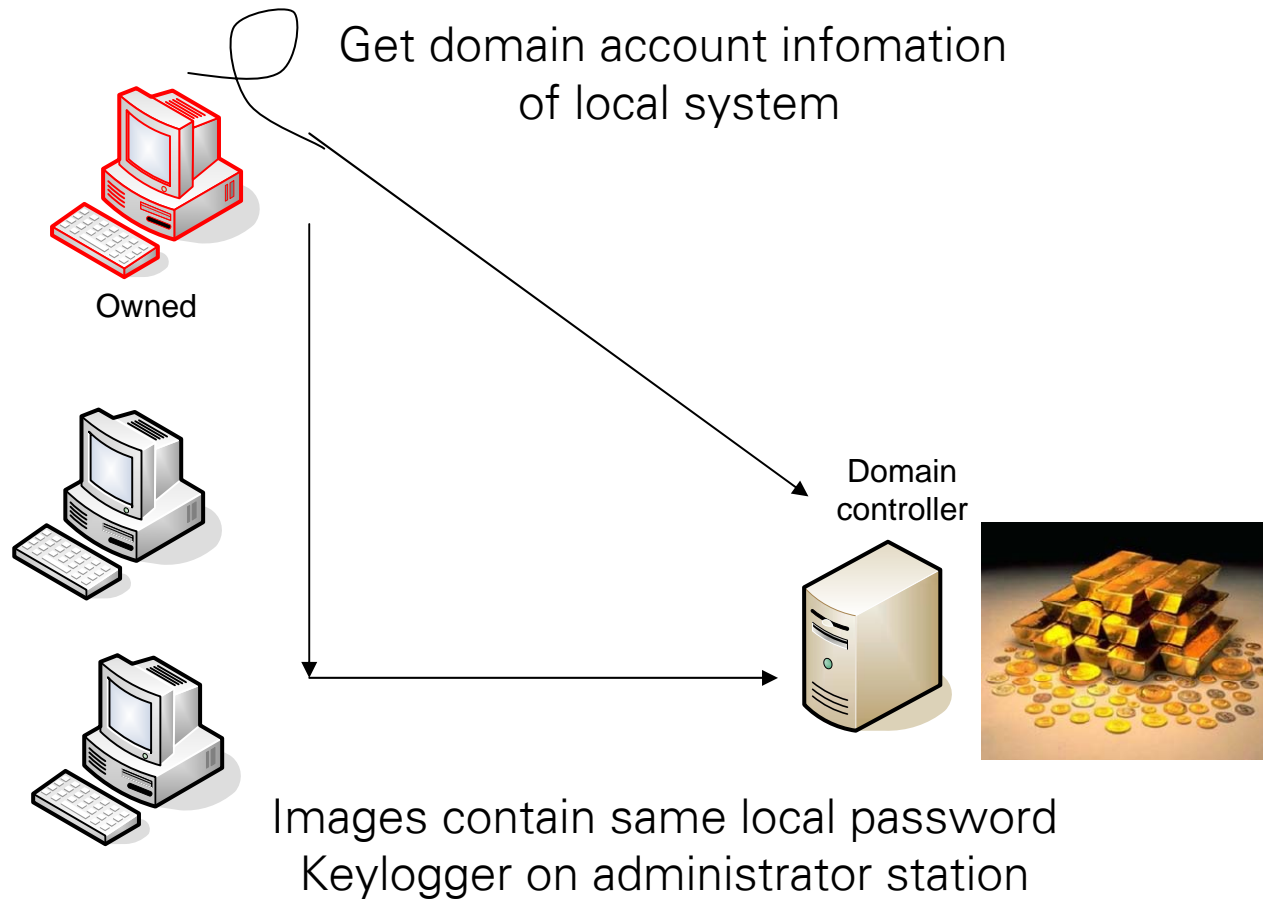 Get domain account infomation
of local system
Owned
Domain
controller
Images contain same local password
Keylogger on administrator station